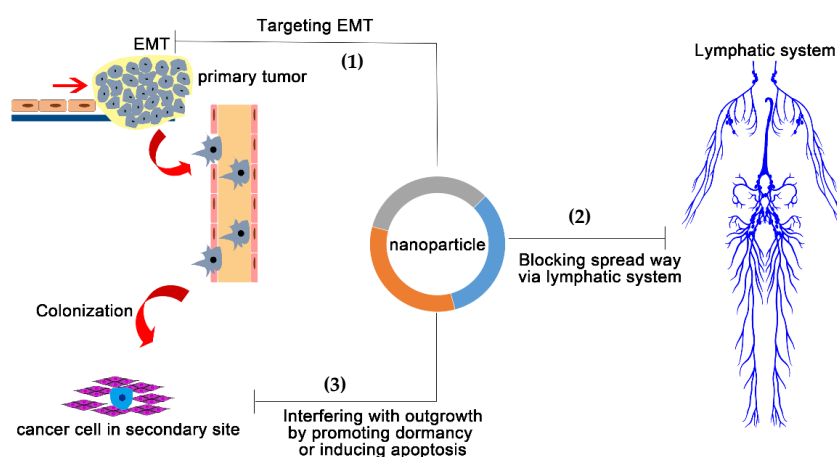 Targeting EMT
EMT
(1)
primary tumor
Lymphatic system
nanoparticle
(2)
Blocking spread way
via lymphatic system
Colonization
(3)
cancer cell in secondary site
Interfering with outgrowth
by promoting dormancy
or inducing apoptosis